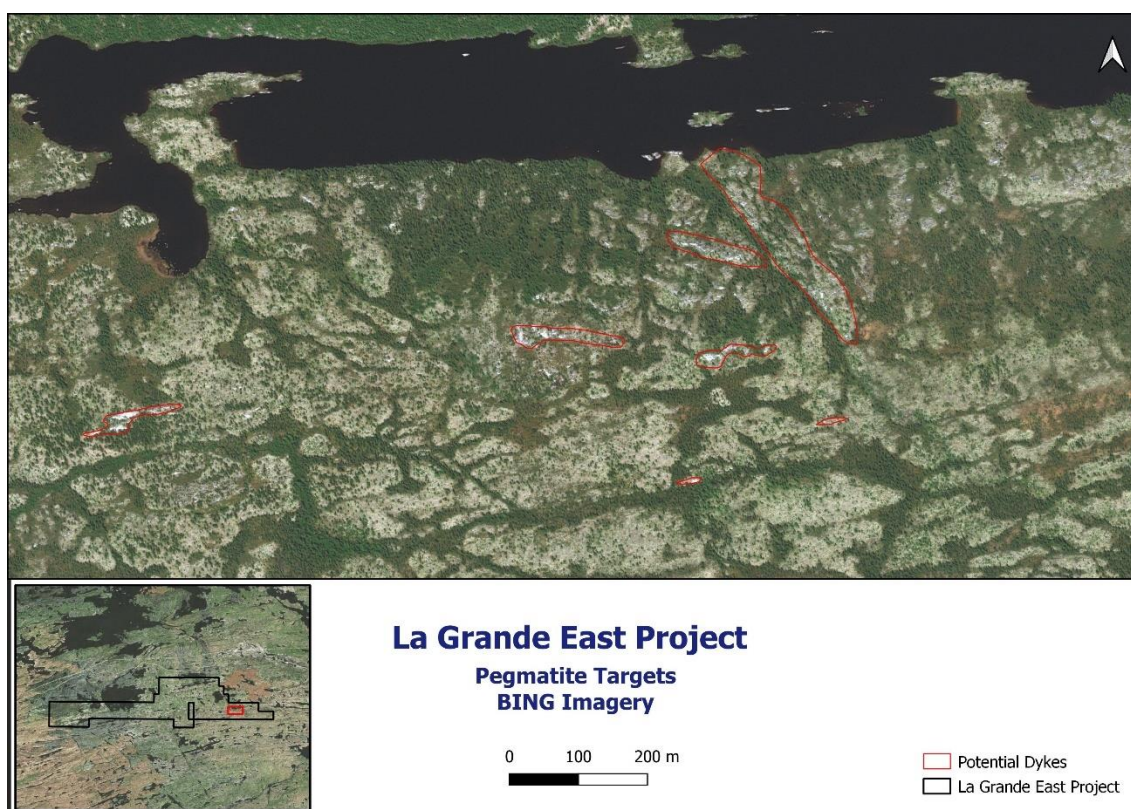 La Grande East Project
Pegmatite Targets
BING Imagery
0 100 200 m
Potential Dykes
La Grande East Project